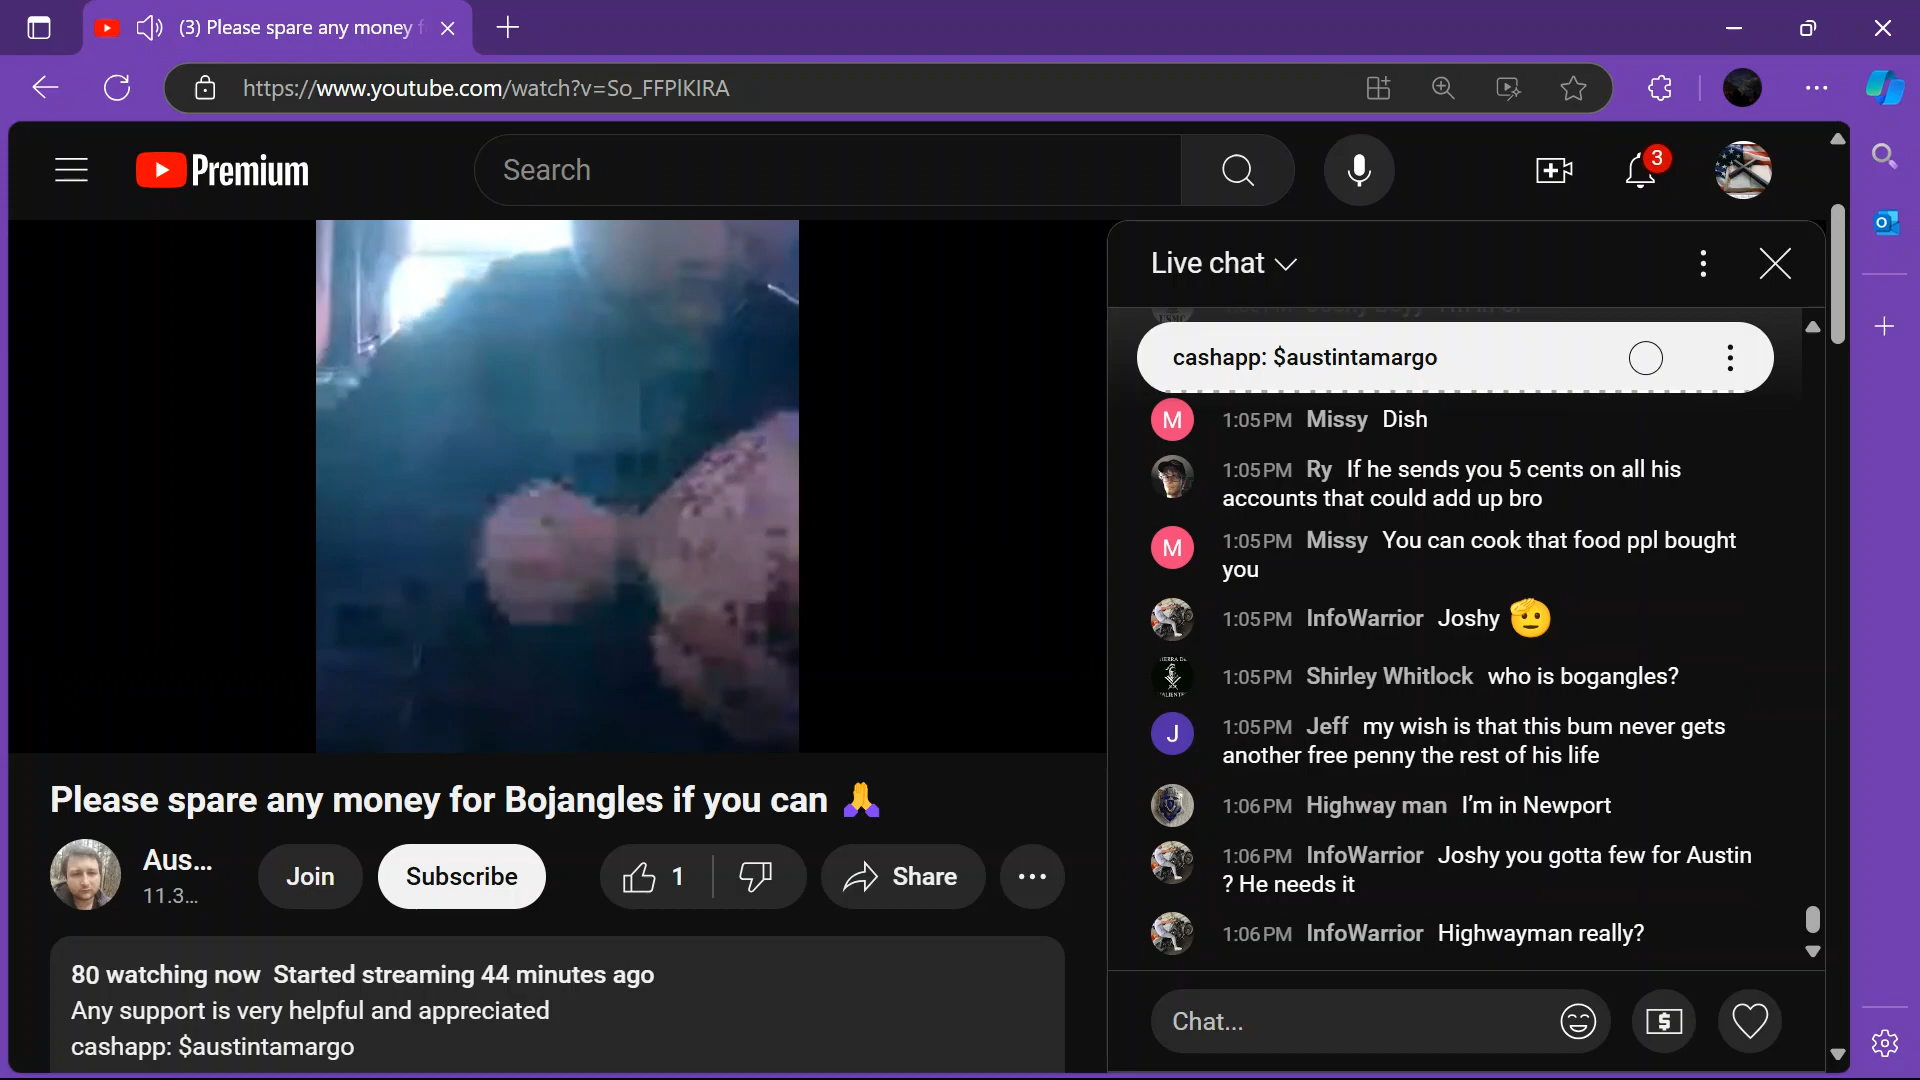 (3) Please spare any money f
https://www.youtube.com/watch?v=So_FFPlKIRA
Premium
Search
3
Live chat
cashapp: $austintamargo
M 1:05 PM Missy Dish
1:05 PM Ry If he sends you 5 cents on all his
accounts that could add up bro
M 1:05 PM Missy You can cook that food ppl bought
you
1:05 PM InfoWarrior Joshy 🫡
1:05 PM Shirley Whitlock who is bogangles?
J 1:05 PM Jeff my wish is that this bum never gets
another free penny the rest of his life
1:06 PM Highway man I’m in Newport
1:06 PM InfoWarrior Joshy you gotta few for Austin
? He needs it
1:06 PM InfoWarrior Highwayman really?
Chat...
Please spare any money for Bojangles if you can 🙏
Aus...
11.3...
Join
Subscribe
1
Share
80 watching now Started streaming 44 minutes ago
Any support is very helpful and appreciated
cashapp: $austintamargo